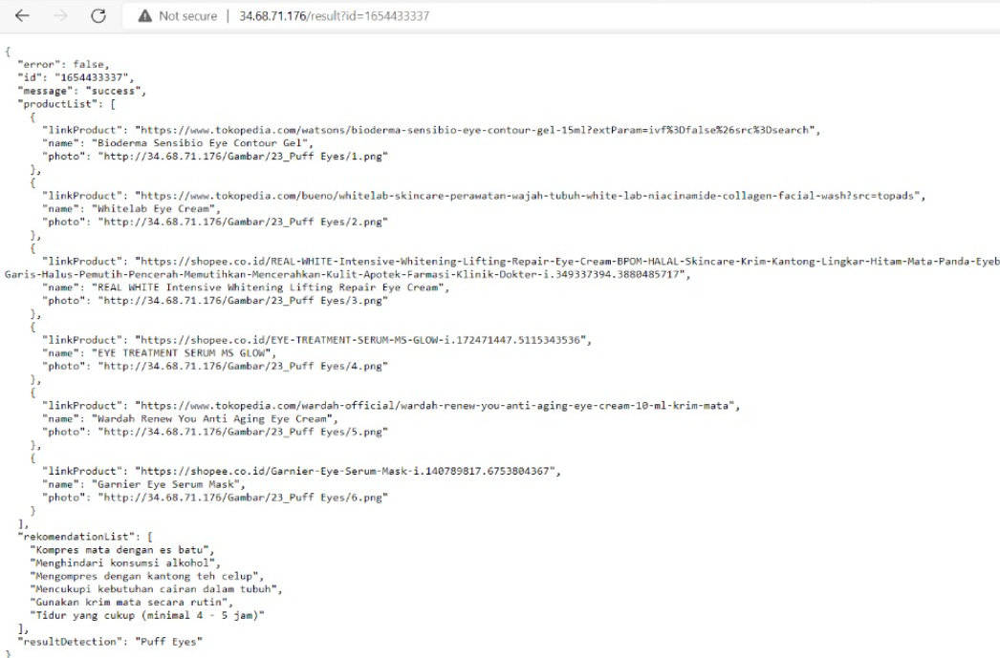 Not secure | 34.68.71.176/result?id=1654433337
{
  "error": false,
  "id": "1654433337",
  "message": "success",
  "productList": [
    {
      "linkProduct": "https://www.tokopedia.com/watsons/bioderma-sensibio-eye-contour-gel-15ml?extParam=ivf%3Dfalse%26src%3Dsearch",
      "name": "Bioderma Sensibio Eye Contour Gel",
      "photo": "http://34.68.71.176/Gambar/23_Puff Eyes/1.png"
    },
    {
      "linkProduct": "https://www.tokopedia.com/bueno/whitelab-skincare-perawatan-wajah-tubuh-white-lab-niacinamide-collagen-facial-wash?src=topads",
      "name": "Whitelab Eye Cream",
      "photo": "http://34.68.71.176/Gambar/23_Puff Eyes/2.png"
    },
    {
      "linkProduct": "https://shopee.co.id/REAL-WHITE-Intensive-Whitening-Lifting-Repair-Eye-Cream-BPOM-HALAL-Skincare-Krim-Kantong-Lingkar-Hitam-Mata-Panda-Eyeb
Garis-Halus-Pemutih-Pencerah-Memutihkan-Mencerahkan-Kulit-Apotek-Farmasi-Klinik-Dokter-i.349337394.3880485717",
      "name": "REAL WHITE Intensive Whitening Lifting Repair Eye Cream",
      "photo": "http://34.68.71.176/Gambar/23_Puff Eyes/3.png"
    },
    {
      "linkProduct": "https://shopee.co.id/EYE-TREATMENT-SERUM-MS-GLOW-i.172471447.5115343536",
      "name": "EYE TREATMENT SERUM MS GLOW",
      "photo": "http://34.68.71.176/Gambar/23_Puff Eyes/4.png"
    },
    {
      "linkProduct": "https://www.tokopedia.com/wardah-official/wardah-renew-you-anti-aging-eye-cream-10-ml-krim-mata",
      "name": "Wardah Renew You Anti Aging Eye Cream",
      "photo": "http://34.68.71.176/Gambar/23_Puff Eyes/5.png"
    },
    {
      "linkProduct": "https://shopee.co.id/Garnier-Eye-Serum-Mask-i.140789817.6753804367",
      "name": "Garnier Eye Serum Mask",
      "photo": "http://34.68.71.176/Gambar/23_Puff Eyes/6.png"
    }
  ],
  "rekomendationList": [
    "Kompres mata dengan es batu",
    "Menghindari konsumsi alkohol",
    "Mengompres dengan kantong teh celup",
    "Mencukupi kebutuhan cairan dalam tubuh",
    "Gunakan krim mata secara rutin",
    "Tidur yang cukup (minimal 4 - 5 jam)"
  ],
  "resultDetection": "Puff Eyes"
}